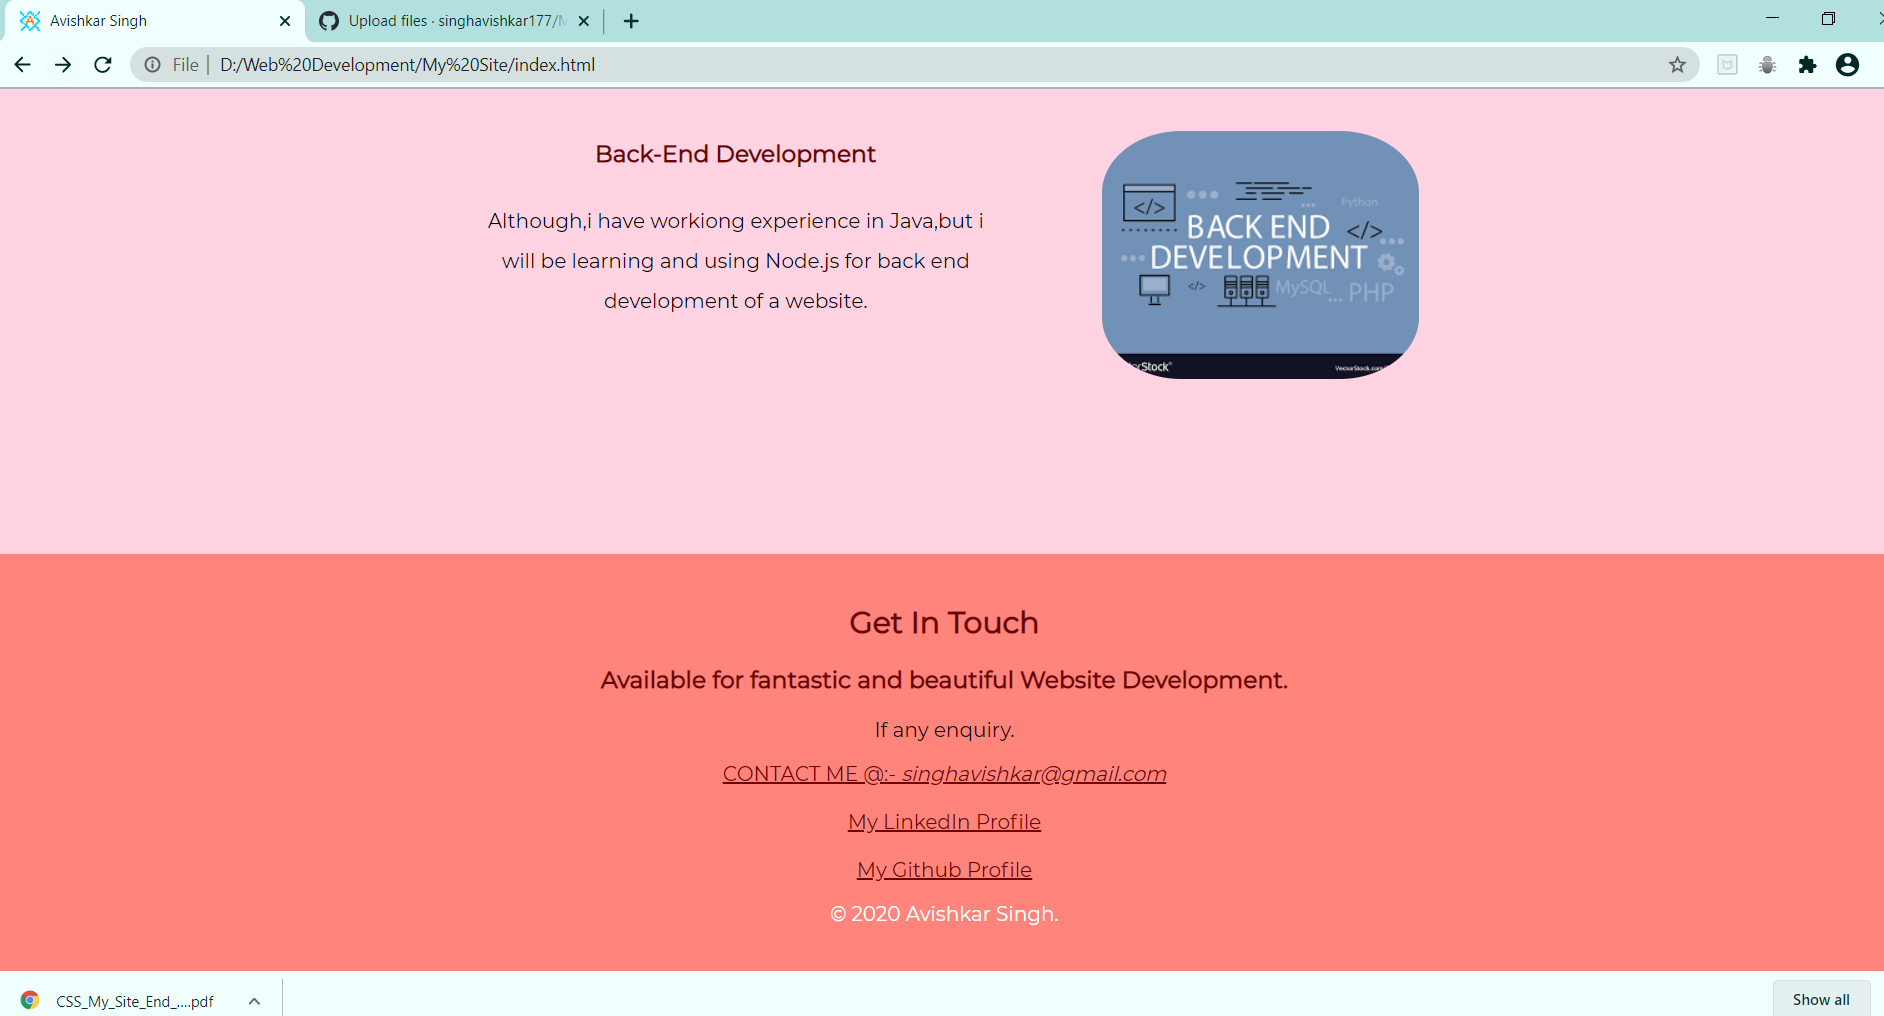 Avishkar Singh
Upload files · singhavishkar177/M
File
D:/Web%20Development/My%20Site/index.html
Back-End Development
Although,i have workiong experience in Java,but i
will be learning and using Node.js for back end
development of a website.
Python
</>
BACK END
</>
DEVELOPMENT
</>
MySQL
PHP
Stock®
VectorStock.com
Get In Touch
Available for fantastic and beautiful Website Development.
If any enquiry.
CONTACT ME @:- singhavishkar@gmail.com
My LinkedIn Profile
My Github Profile
© 2020 Avishkar Singh.
CSS_My_Site_End_....pdf
Show all